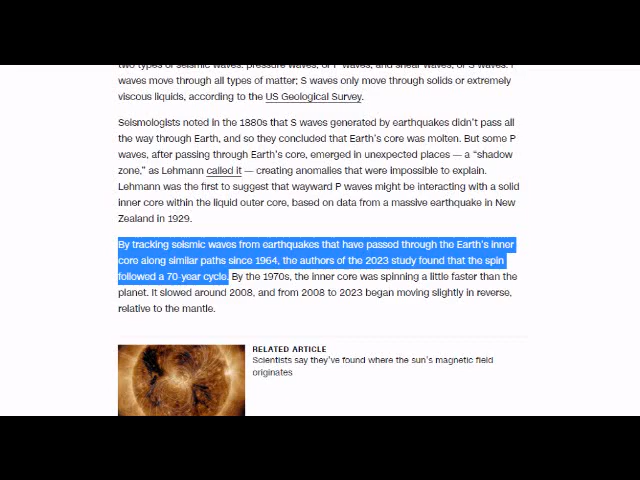 two types of seismic waves: pressure waves, or P waves, and shear waves, or S waves. P
waves move through all types of matter; S waves only move through solids or extremely
viscous liquids, according to the US Geological Survey.
Seismologists noted in the 1880s that S waves generated by earthquakes didn't pass all
the way through Earth, and so they concluded that Earth's core was molten. But some P
waves, after passing through Earth's core, emerged in unexpected places — a “shadow
zone,” as Lehmann called it — creating anomalies that were impossible to explain.
Lehmann was the first to suggest that wayward P waves might be interacting with a solid
inner core within the liquid outer core, based on data from a massive earthquake in New
Zealand in 1929.
By tracking seismic waves from earthquakes that have passed through the Earth's inner
core along similar paths since 1964, the authors of the 2023 study found that the spin
followed a 70-year cycle. By the 1970s, the inner core was spinning a little faster than the
planet. It slowed around 2008, and from 2008 to 2023 began moving slightly in reverse,
relative to the mantle.
RELATED ARTICLE
Scientists say they've found where the sun's magnetic field
originates